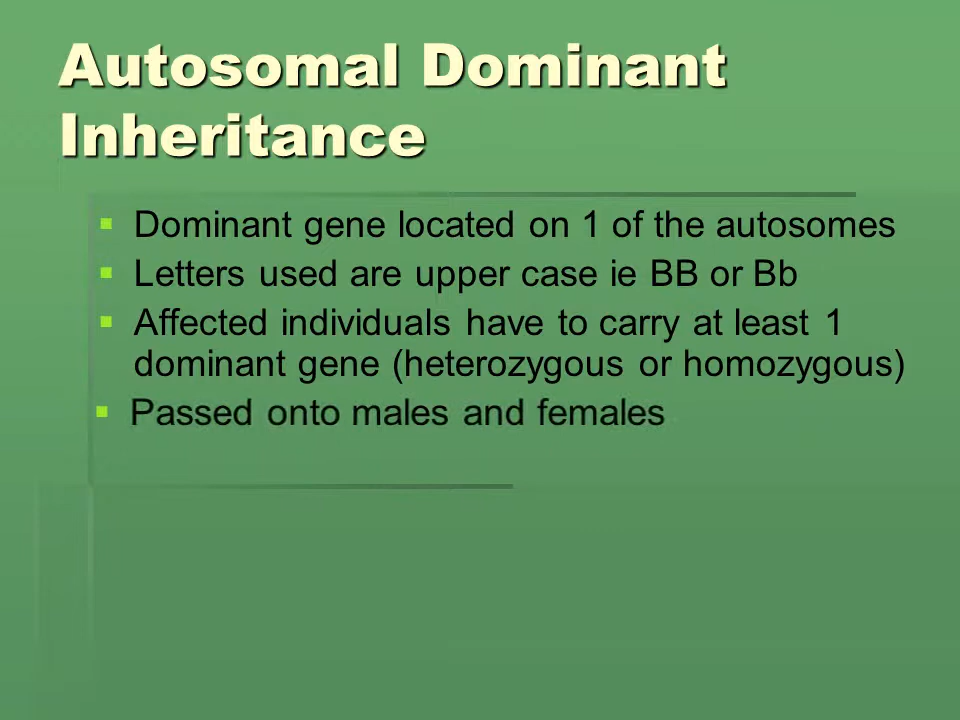 Autosomal Dominant
Inheritance
Dominant gene located on 1 of the autosomes
Letters used are upper case ie BB or Bb
Affected individuals have to carry at least 1
dominant gene (heterozygous or homozygous)
Passed onto males and females